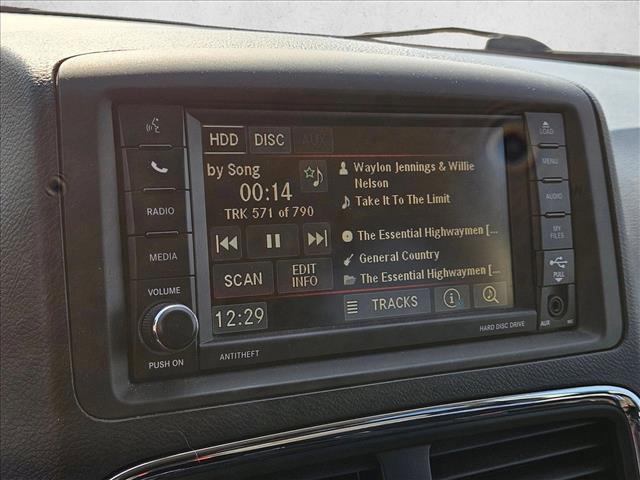 HDD DISC AUX
by Song
00:14
TRK 571 of 790
SCAN
EDIT
INFO
12:29
Waylon Jennings & Willie
Nelson
Take It To The Limit
The Essential Highwaymen [...
General Country
The Essential Highwaymen [...
TRACKS
RADIO
MEDIA
VOLUME
PUSH ON
ANTITHEFT
HARD DISC DRIVE
LOAD
MENU
AUDIO
MY
FILES
PULL
AUX